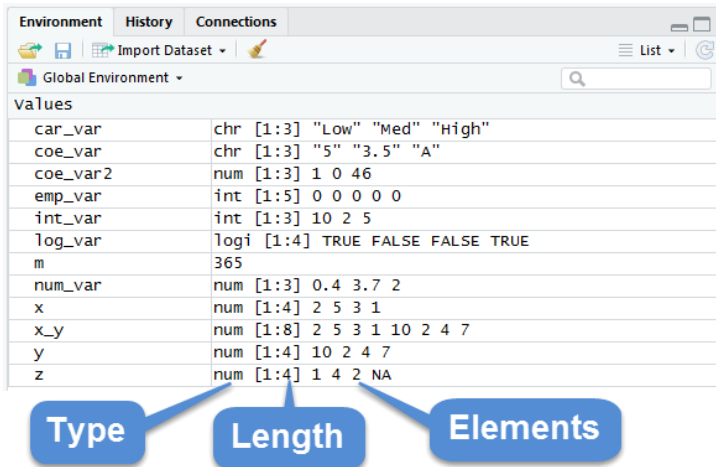 Environment History Connections
Import Dataset List
Global Environment
Values
car_var chr [1:3] "Low" "Med" "High"
coe_var chr [1:3] "5" "3.5" "A"
coe_var2 num [1:3] 1 0 46
emp_var int [1:5] 0 0 0 0 0
int_var int [1:3] 10 2 5
log_var logi [1:4] TRUE FALSE FALSE TRUE
m 365
num_var num [1:3] 0.4 3.7 2
x num [1:4] 2 5 3 1
x_y num [1:8] 2 5 3 1 10 2 4 7
y num [1:4] 10 2 4 7
z num [1:4] 1 4 2 NA
Type Length Elements